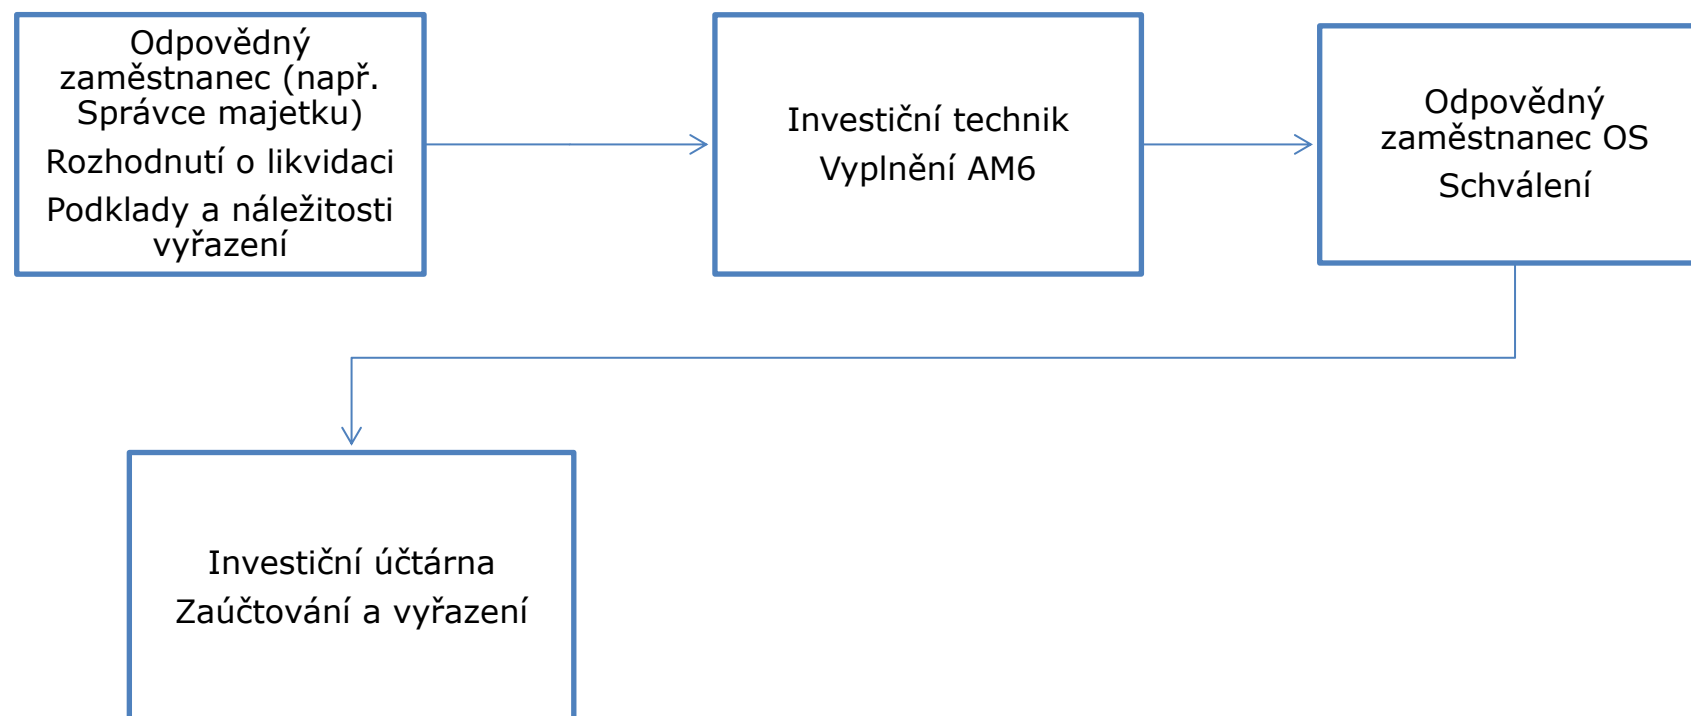 Odpovědný
zaměstnanec (např.
Správce majetku)
Rozhodnutí o likvidaci
Podklady a náležitosti
vyřazení
Investiční technik
Vyplnění AM6
Odpovědný
zaměstnanec OS
Schválení
Investiční účtárna
Zaúčtování a vyřazení